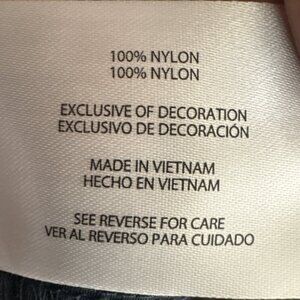 100% NYLON
100% NYLON
EXCLUSIVE OF DECORATION
EXCLUSIVO DE DECORACIÓN
MADE IN VIETNAM
HECHO EN VIETNAM
SEE REVERSE FOR CARE
VER AL REVERSO PARA CUIDADO